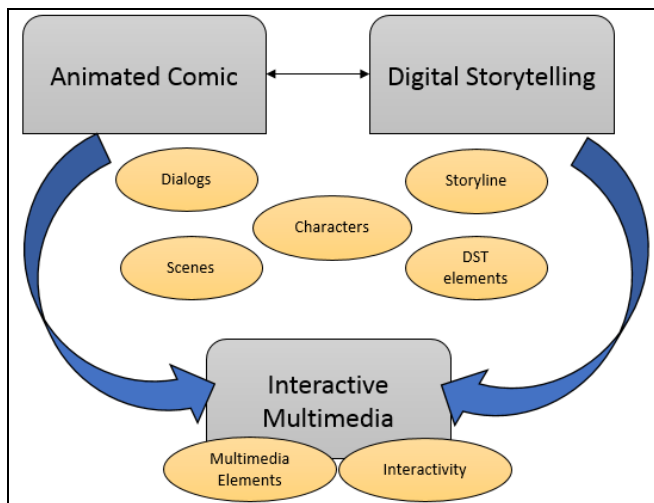 Animated Comic
Digital Storytelling
Dialogs
Storyline
Characters
Scenes
DST
elements
Interactive
Multimedia
Multimedia
Elements
Interactivity